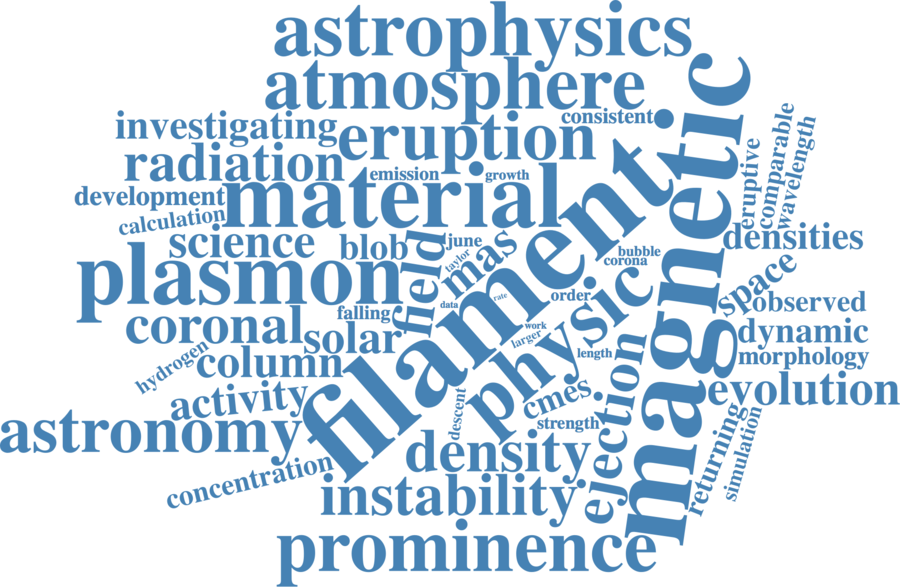 astrophysics
atmosphere
magnetic
consistent
investigating
eruption
comparable
wavelength
eruptive
radiation
emission
growth
material
filament
development
calculation
science
blob
field
june
taylor
mas
bubble
corona
densities
plasmon
physic
space
data
rate
order
observed
falling
coronal
solar
work
larger
dynamic
hydrogen
column
length
morphology
activity
descent
cmes
ejection
evolution
astronomy
strength
returning
simulation
density
concentration
instability
prominence